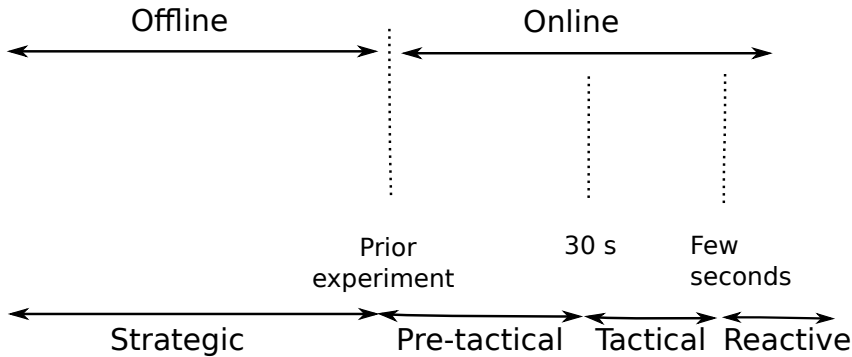 Offline
Online
Prior
experiment
30 s
Few
seconds
Strategic
Pre-tactical
Tactical
Reactive